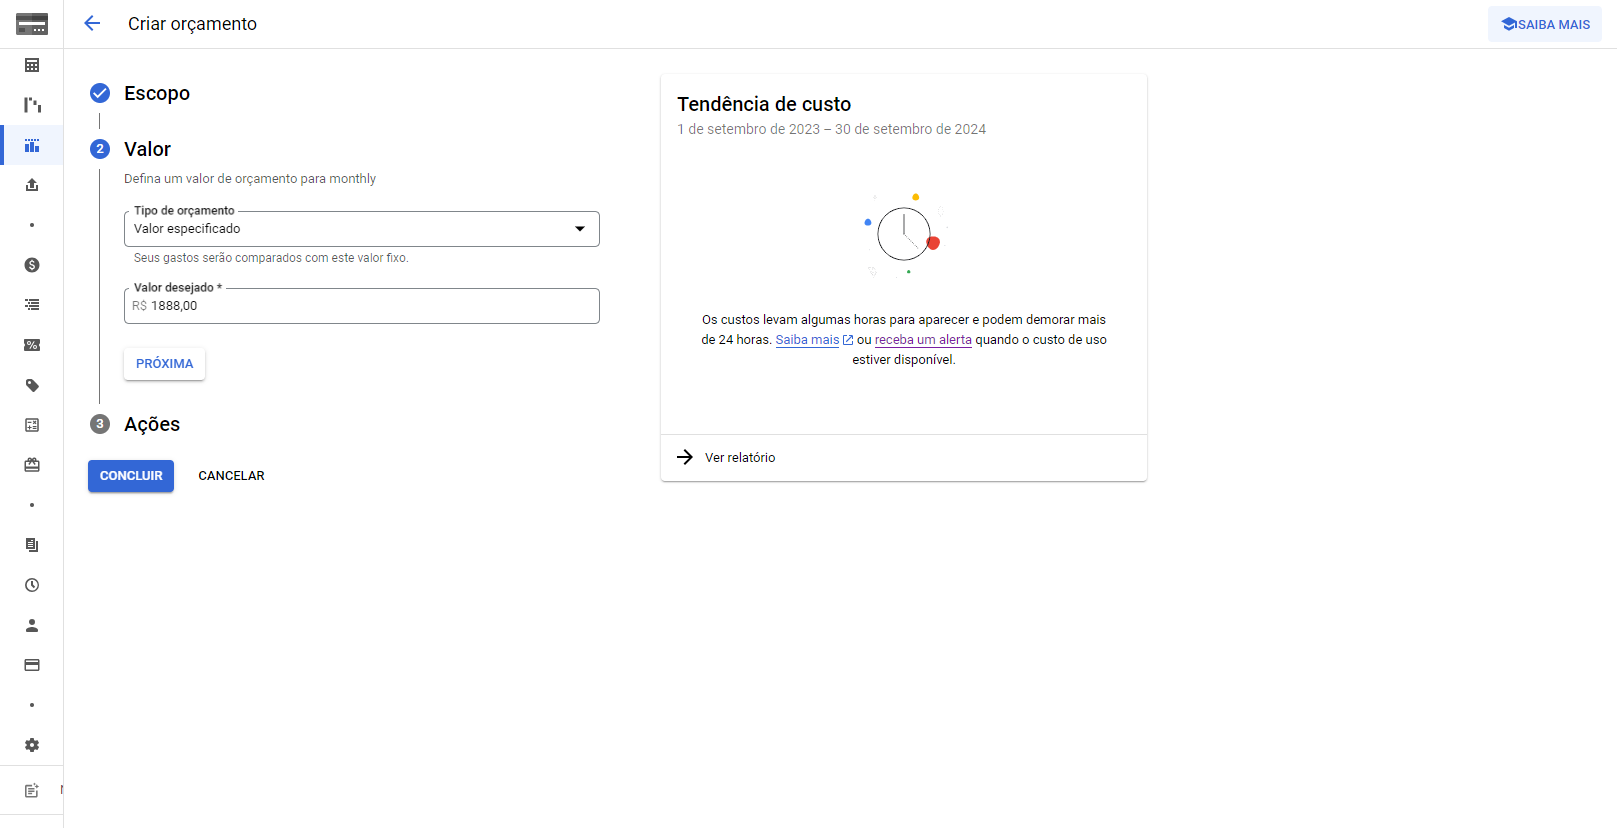 Criar orçamento
SAIBA MAIS
Escopo
2 Valor
Defina um valor de orçamento para monthly
Tipo de orçamento
Valor especificado
Seus gastos serão comparados com este valor fixo.
Valor desejado *
R$ 1888,00
PRÓXIMA
3 Ações
CONCLUIR CANCELAR
Tendência de custo
1 de setembro de 2023 – 30 de setembro de 2024
Os custos levam algumas horas para aparecer e podem demorar mais
de 24 horas. Saiba mais ou receba um alerta quando o custo de uso
estiver disponível.
Ver relatório